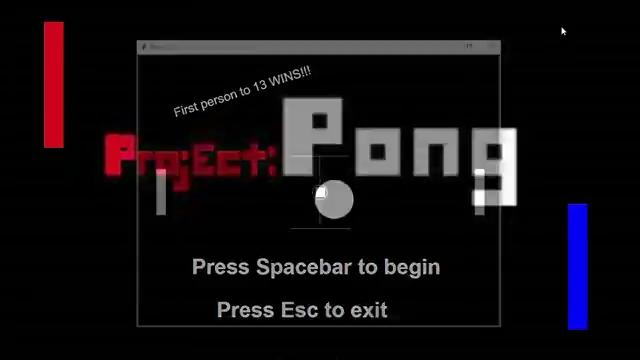 First person to 13 WINS!!!
Project: Pong
Press Spacebar to begin
Press Esc to exit